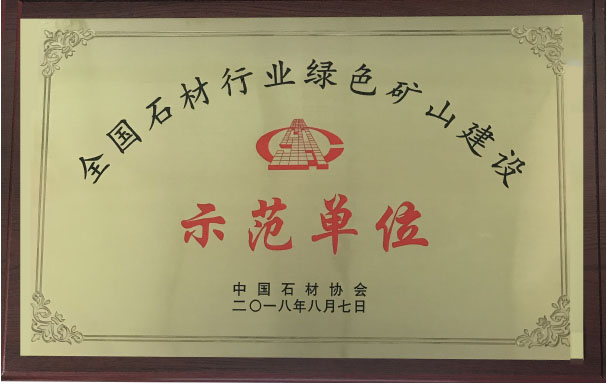 全国石材行业绿色矿山建设
示范单位
中国石材协会
二〇一八年八月七日